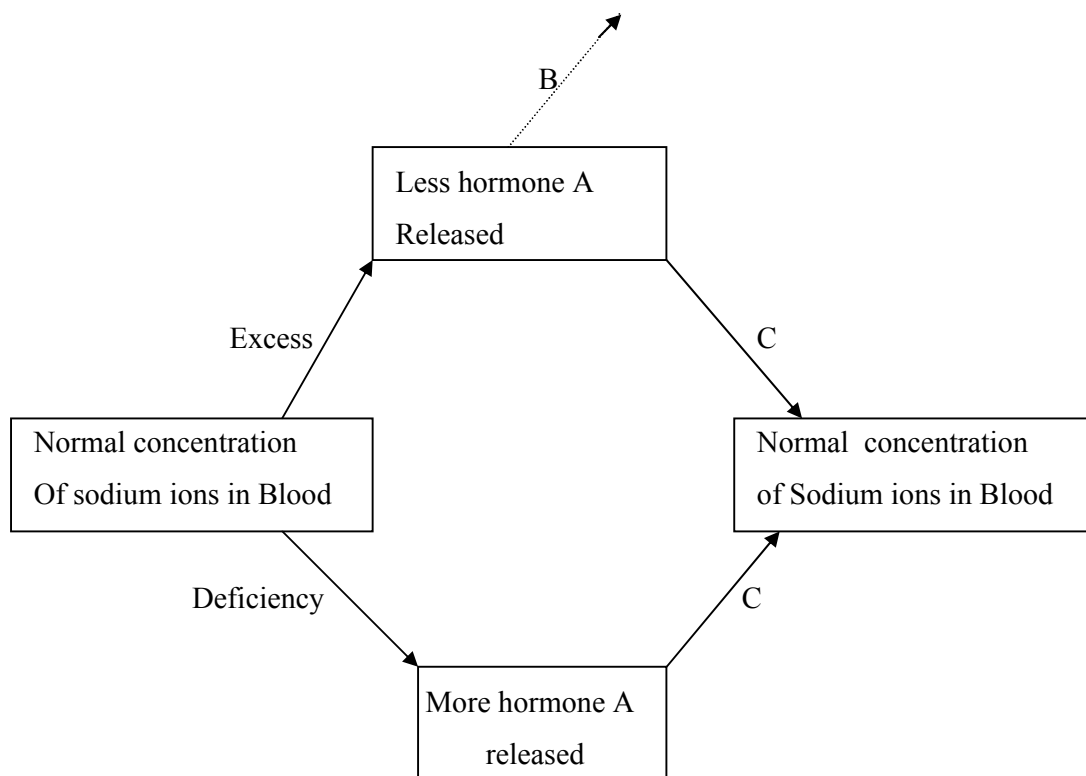 B
Less hormone A
Released
Excess
C
Normal concentration
Of sodium ions in Blood
Normal concentration
of Sodium ions in Blood
Deficiency
C
More hormone A
released